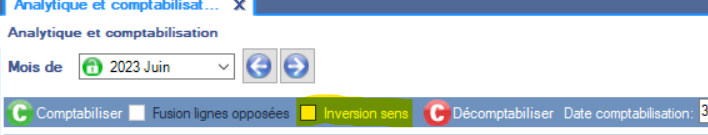 Analytique et comptabilisat... X
Analytique et comptabilisation
Mois de 2023 Juin
C Comptabiliser Fusion lignes opposées Inversion sens C Décomptabiliser Date comptabilisation: 3